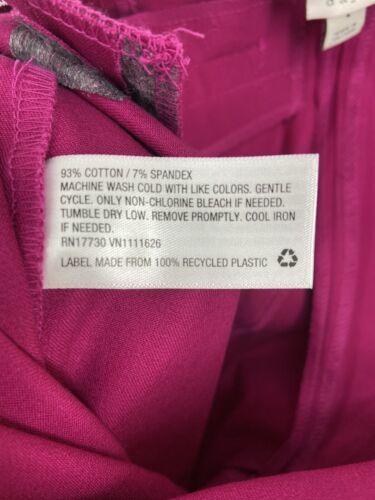 93% COTTON / 7% SPANDEX
MACHINE WASH COLD WITH LIKE COLORS. GENTLE
CYCLE. ONLY NON-CHLORINE BLEACH IF NEEDED.
TUMBLE DRY LOW. REMOVE PROMPTLY. COOL IRON
IF NEEDED.
RN17730 VN1111626
LABEL MADE FROM 100% RECYCLED PLASTIC